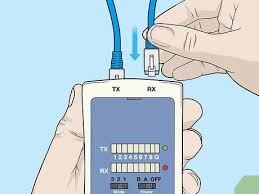 TX RX
TX
RX
1 2 3 4 5 6 7 8 G
3 2 1 B A OFF
Mode Power